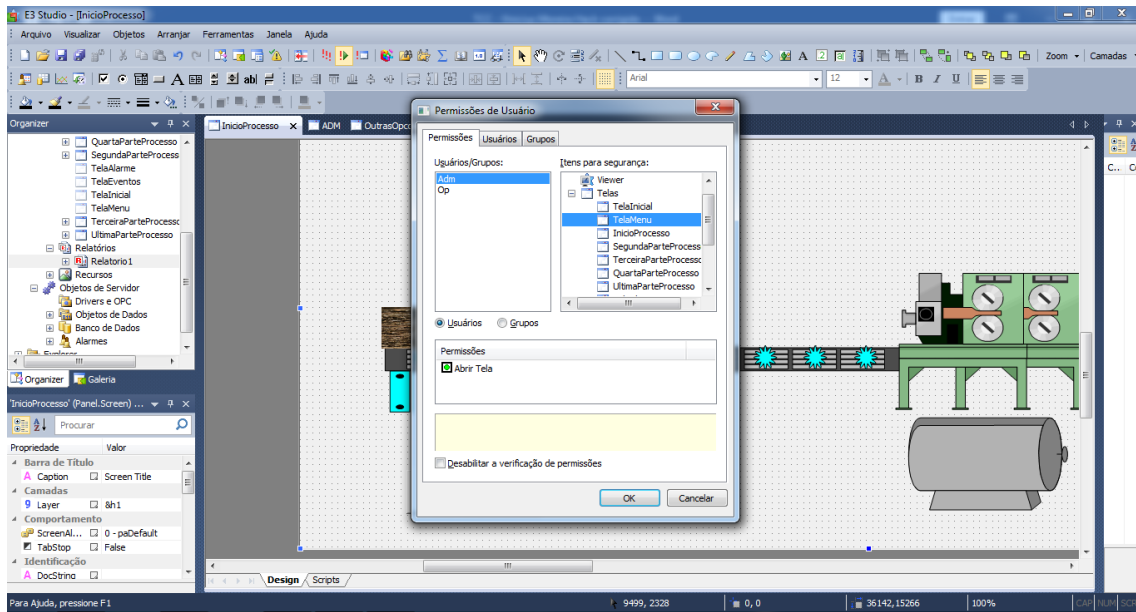 E3 Studio - [InicioProcesso]
Arquivo Visualizar Objetos Arranjar Ferramentas Janela Ajuda
Zoom Camadas
Arial 12 A B I U
Organizer
InicioProcesso x ADM
QuartaParteProcesso
SegundaParteProcess
TelaAlarme
TelaEventos
TelaInicial
TelaMenu
TerceiraParteProcessc
UltimaParteProcesso
Relatórios
Relatorio1
Recursos
Objetos de Servidor
Drivers e OPC
Objetos de Dados
Banco de Dados
Alarmes
Organizer Galeria
'InicioProcesso' (Panel.Screen) ...
Procurar
Propriedade Valor
Barra de Título
A Caption Screen Title
Camadas
9 Layer &h1
Comportamento
ScreenAl... 0 - paDefault
TabStop False
Identificação
A DocString
Permissões de Usuário
Permissões Usuários Grupos
Usuários/Grupos: Itens para segurança:
Adm
Op
Viewer
Telas
TelaInicial
TelaMenu
InicioProcesso
SegundaParteProcess
TerceiraParteProcesso
QuartaParteProcesso
UltimaParteProcesso
Usuários Grupos
Permissões
Abrir Tela
Desabilitar a verificação de permissões
OK Cancelar
Design Scripts
Para Ajuda, pressione F1 9499, 2328 0, 0 36142,15266 100% CAP NUM SCR